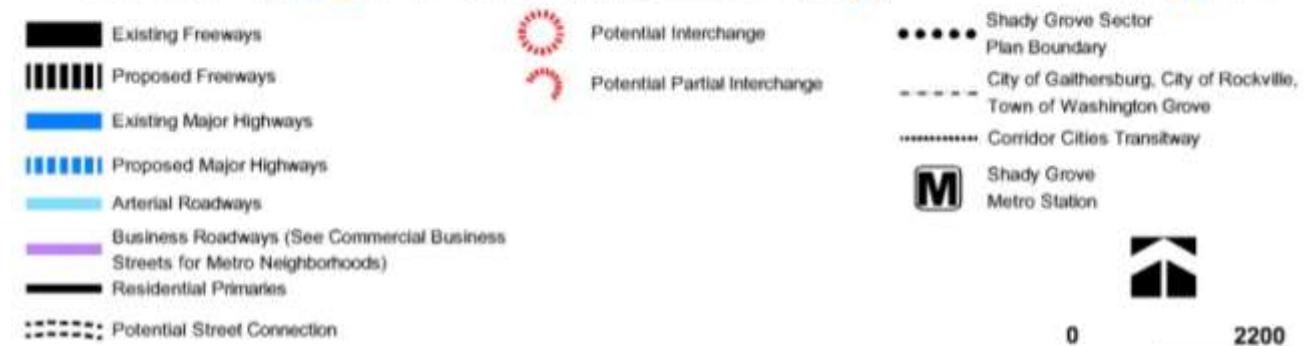 Existing Freeways
Proposed Freeways
Existing Major Highways
Proposed Major Highways
Arterial Roadways
Business Roadways (See Commercial Business
Streets for Metro Neighborhoods)
Residential Primaries
Potential Street Connection
Potential Interchange
Potential Partial Interchange
Shady Grove Sector
Plan Boundary
City of Gaithersburg, City of Rockville,
Town of Washington Grove
Corridor Cities Transitway
M
Shady Grove
Metro Station
0 2200